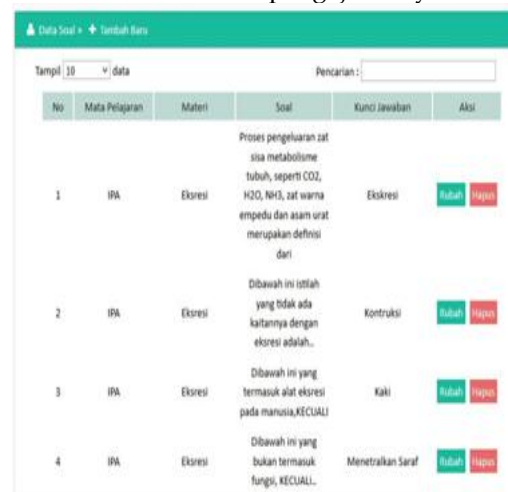 Data Soal » + Tambah Baru
Tampil 10 data
Pencarian :
No Mata Pelajaran Materi Soal Kunci Jawaban Aksi
Proses pengeluaran zat
sisa metabolisme
tubuh, seperti CO2,
H2O, NH3, zat warna
empedu dan asam urat
merupakan definisi
dari
1 IPA Eksresi Ekskresi Rubah Hapus
Dibawah ini istilah
yang tidak ada
kaitannya dengan
eksresi adalah..
2 IPA Eksresi Kontruksi Rubah Hapus
Dibawah ini yang
termasuk alat eksresi
pada manusia,KECUALI
3 IPA Eksresi Kaki Rubah Hapus
Dibawah ini yang
bukan termasuk
fungsi, KECUALI..
4 IPA Eksresi Menetralkan Saraf Rubah Hapus